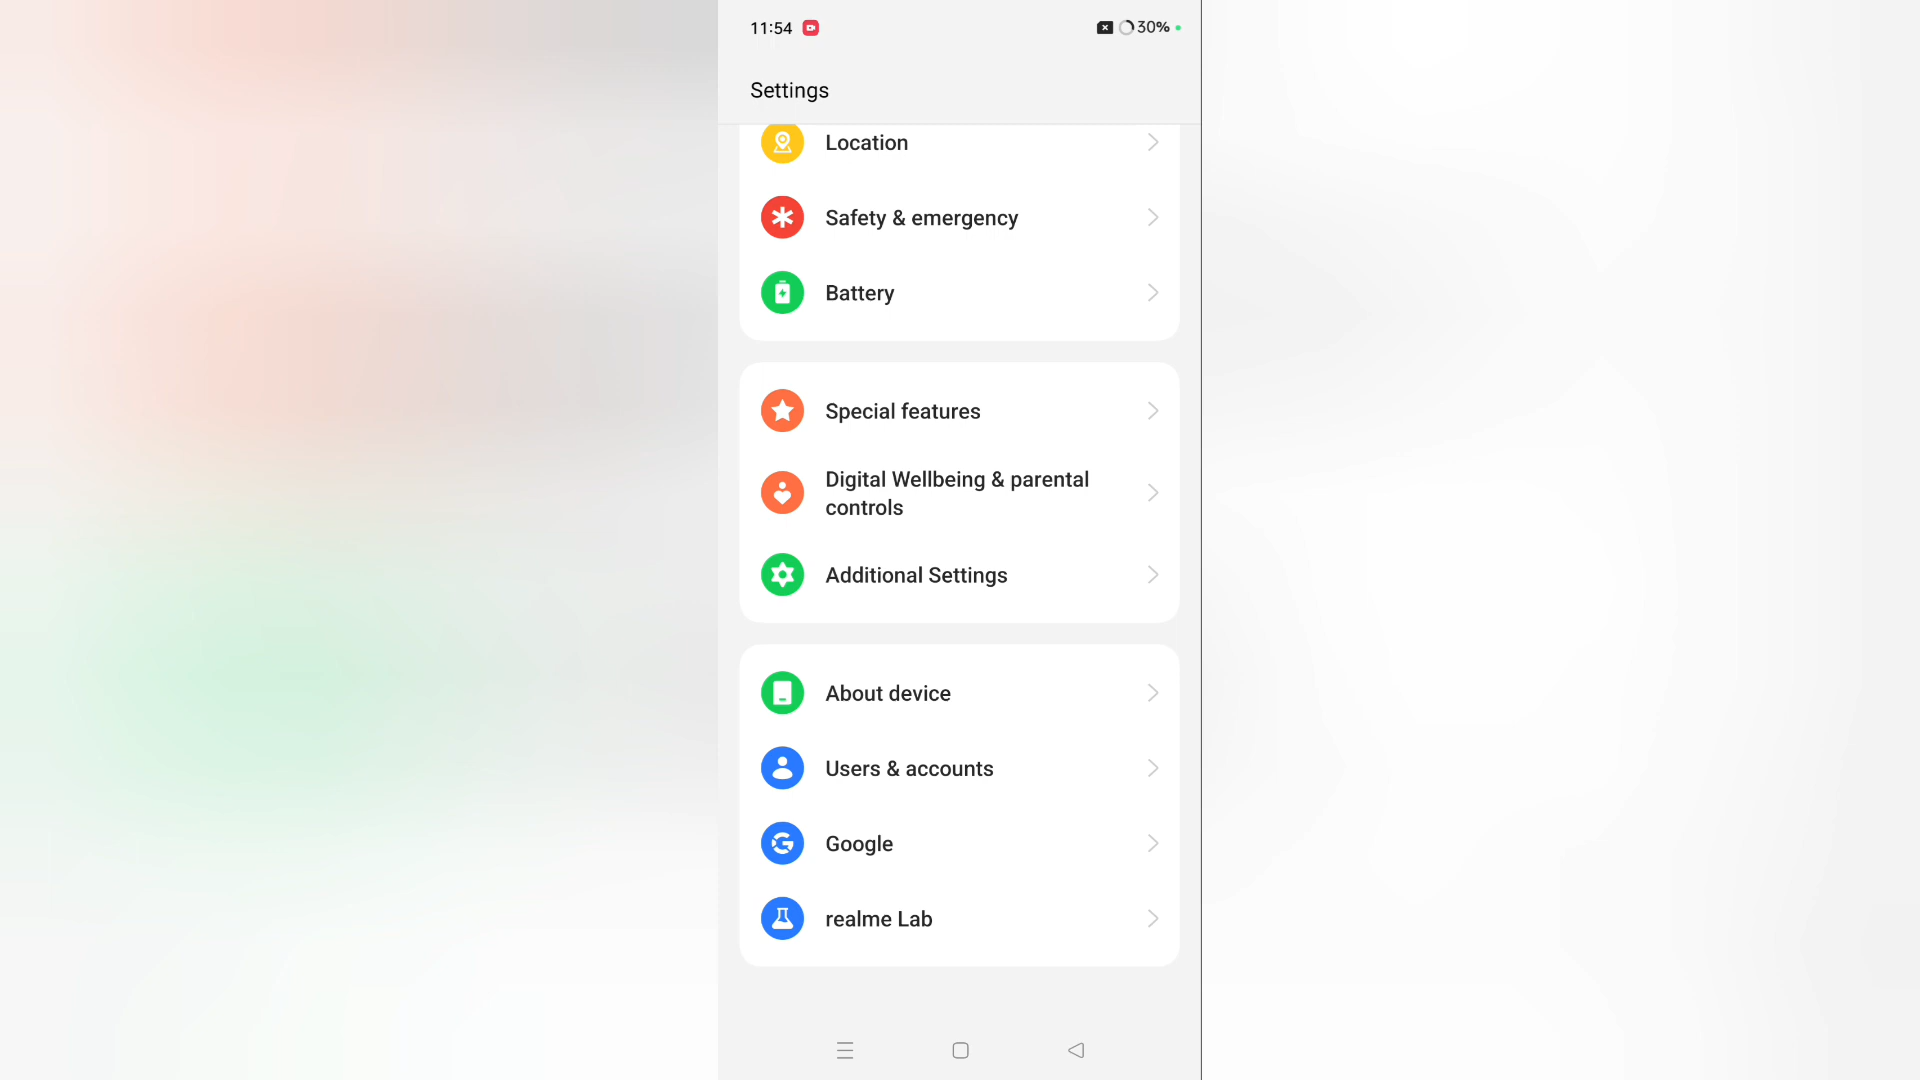 11:54
30%
Settings
Location
Safety & emergency
Battery
Special features
Digital Wellbeing & parental
controls
Additional Settings
About device
Users & accounts
Google
realme Lab